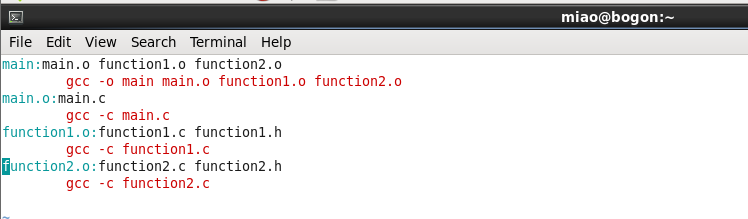 miao@bogon:~
File Edit View Search Terminal Help
main:main.o function1.o function2.o
        gcc -o main main.o function1.o function2.o
main.o:main.c
        gcc -c main.c
function1.o:function1.c function1.h
        gcc -c function1.c
function2.o:function2.c function2.h
        gcc -c function2.c
~